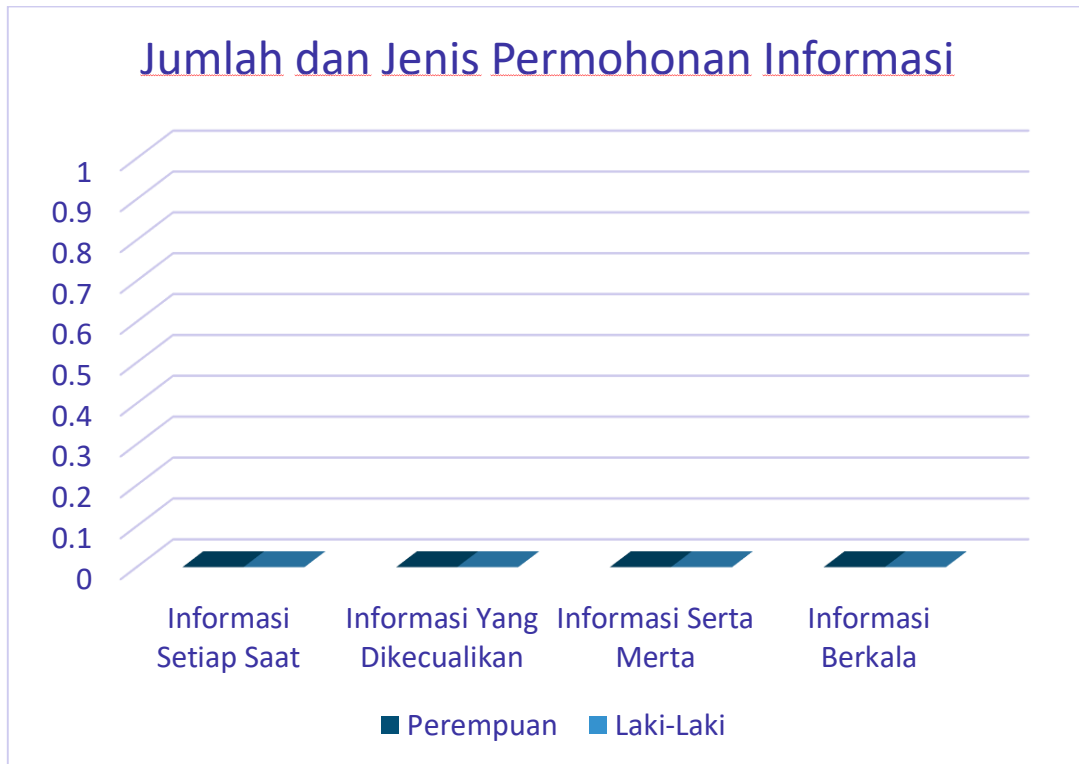 Jumlah dan Jenis Permohonan Informasi
1
0.9
0.8
0.7
0.6
0.5
0.4
0.3
0.2
0.1
0
Informasi Setiap Saat
Informasi Yang Dikecualikan
Informasi Serta Merta
Informasi Berkala
Perempuan
Laki-Laki